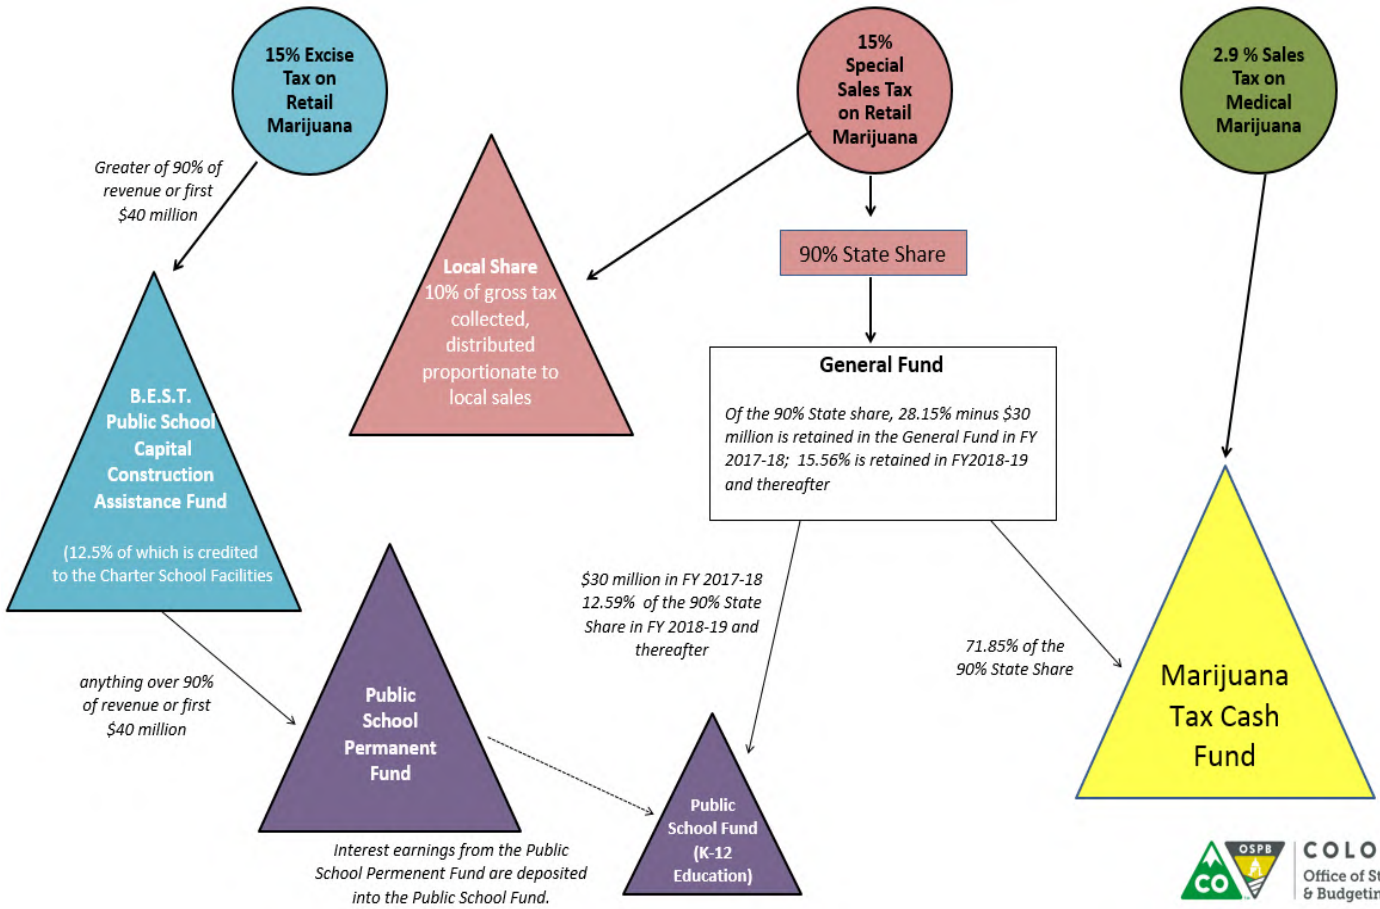 15% Excise
Tax on
Retail
Marijuana
15%
Special
Sales Tax
on Retail
Marijuana
2.9 % Sales
Tax on
Medical
Marijuana
Greater of 90% of
revenue or first
$40 million
90% State Share
Local Share
10% of gross tax
collected,
distributed
proportionate to
local sales
General Fund
Of the 90% State share, 28.15% minus $30
million is retained in the General Fund in FY
2017-18; 15.56% is retained in FY2018-19
and thereafter
B.E.S.T.
Public School
Capital
Construction
Assistance Fund
(12.5% of which is credited
to the Charter School Facilities
$30 million in FY 2017-18
12.59% of the 90% State
Share in FY 2018-19 and
thereafter
71.85% of the
90% State Share
anything over 90%
of revenue or first
$40 million
Public
School
Permanent
Fund
Marijuana
Tax Cash
Fund
Public
School Fund
(K-12
Education)
Interest earnings from the Public
School Permenent Fund are deposited
into the Public School Fund.
CO
OSPB
COLO
Office of St
& Budgetin